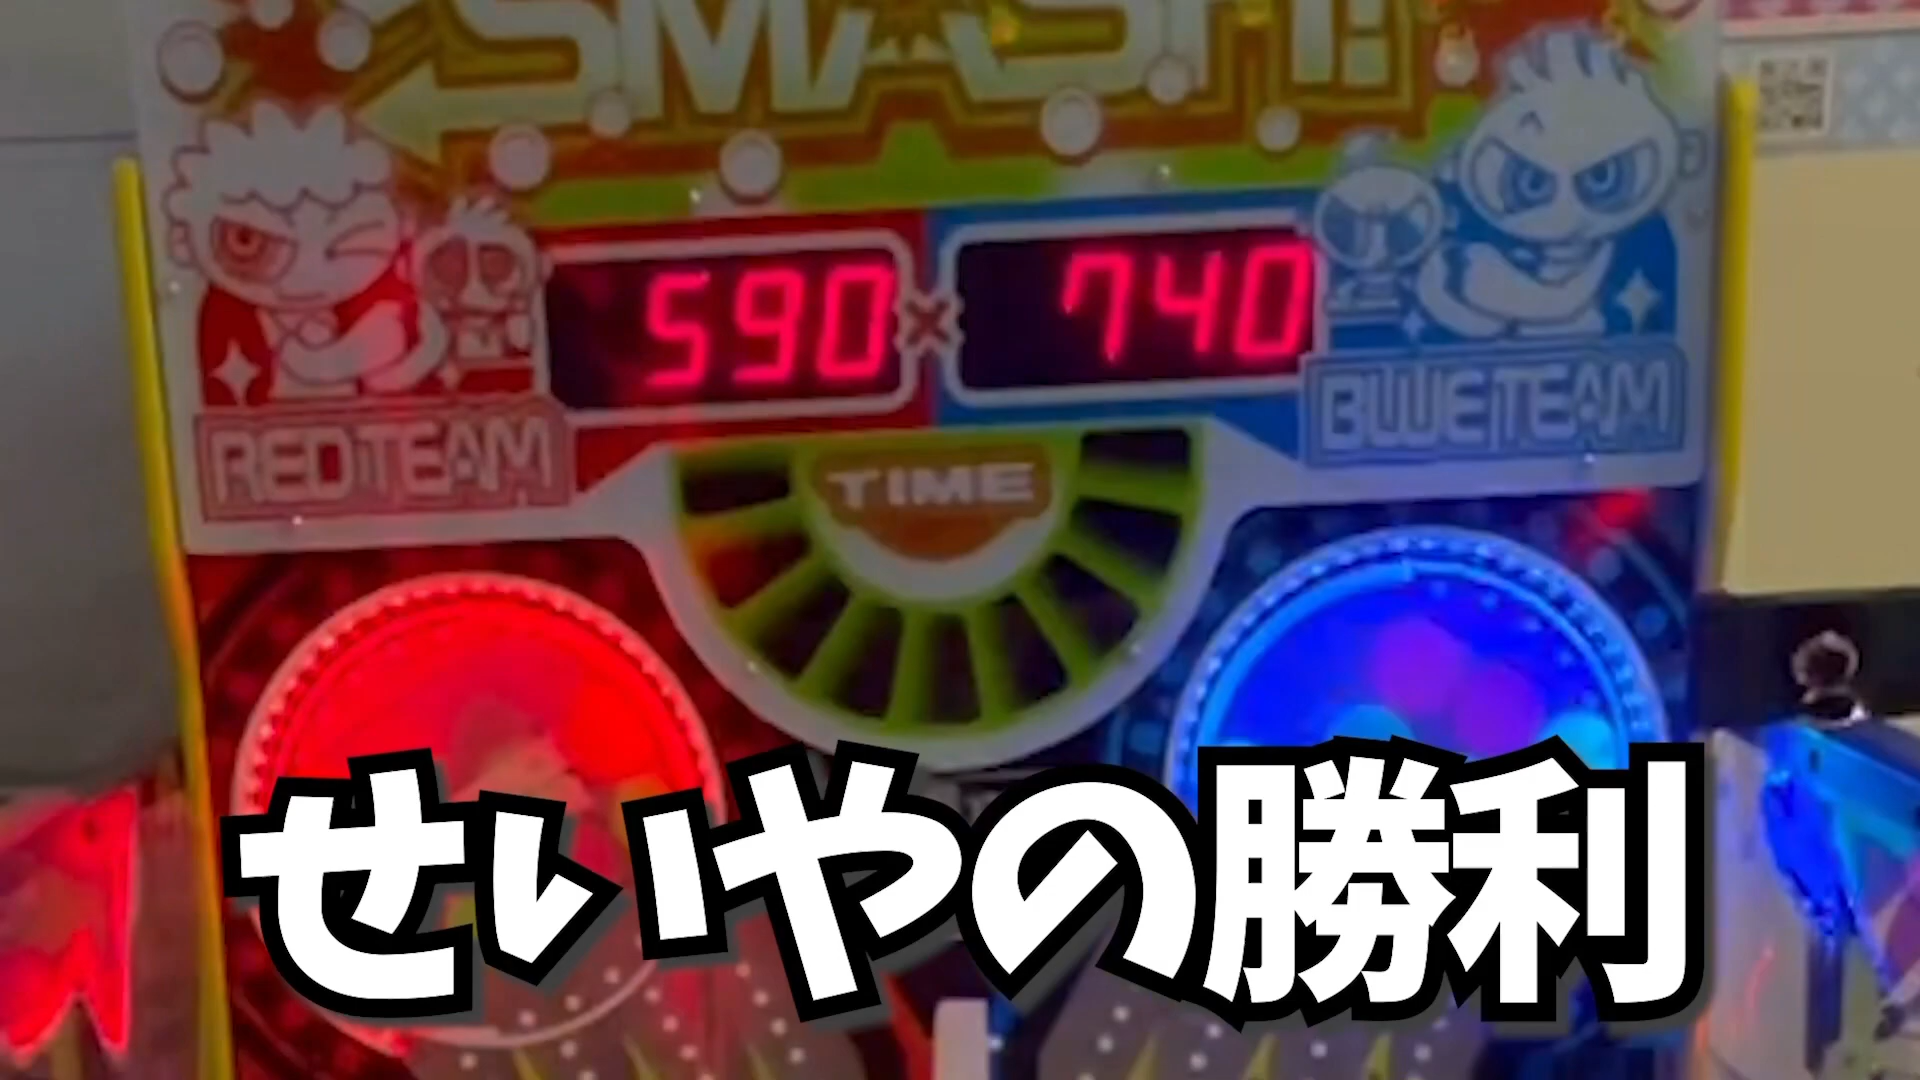 SMASH!
590 × 740
RED TEAM
BLUE TEAM
TIME
せいやの勝利